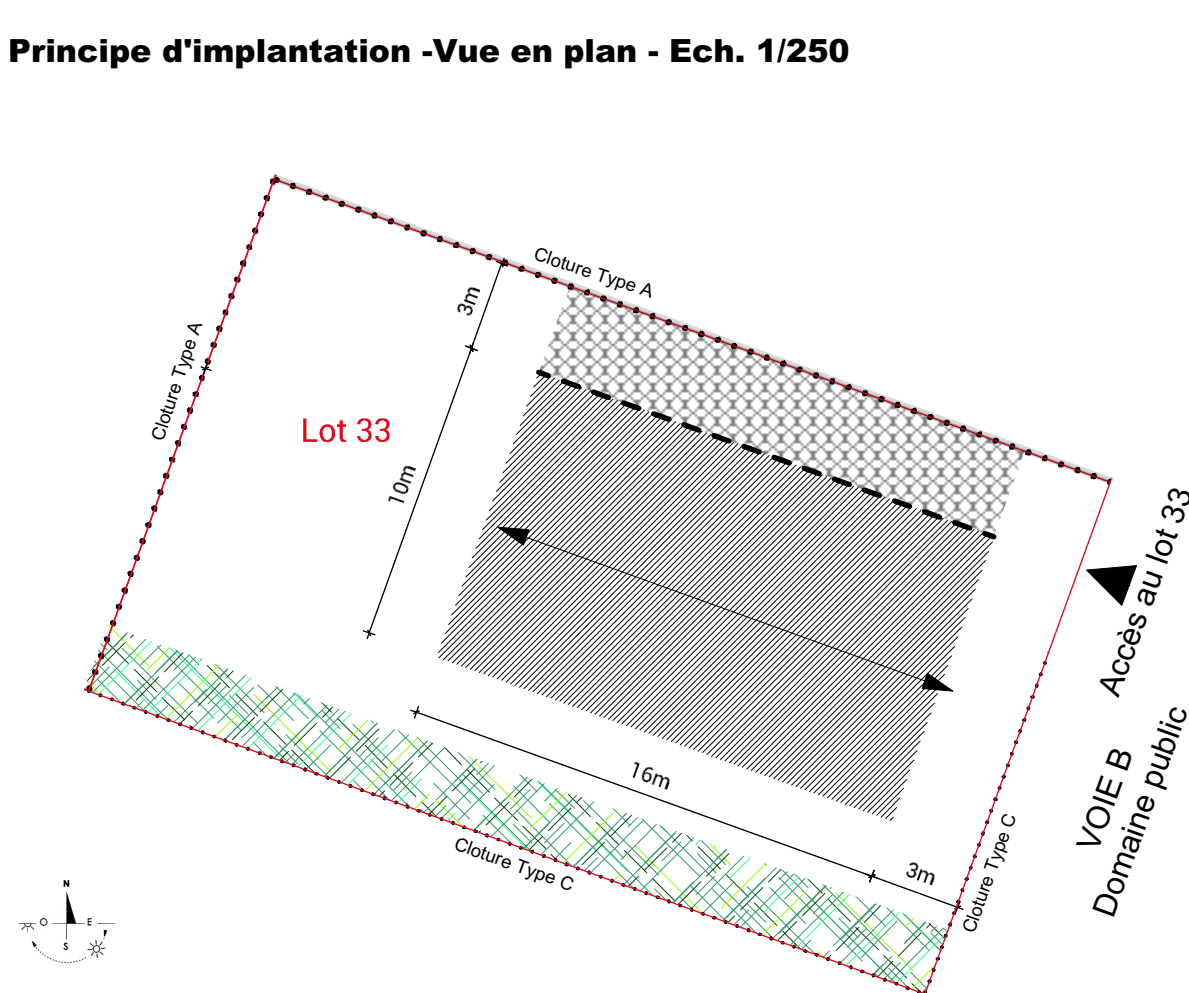 Principe d'implantation -Vue en plan - Ech. 1/250
Cloture Type A
3m
Cloture Type A
Lot 33
10m
Accès au lot 33
16m
VOIE B
Domaine public
3m
Cloture Type C
Cloture Type C
N
O
E
S